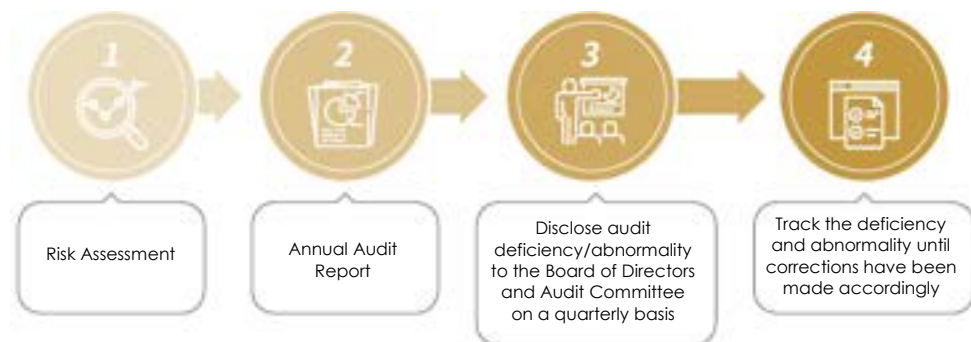 1
2
3
4
Risk Assessment
Annual Audit
Report
Disclose audit
deficiency/abnormality
to the Board of Directors
and Audit Committee
on a quarterly basis
Track the deficiency
and abnormality until
corrections have been
made accordingly